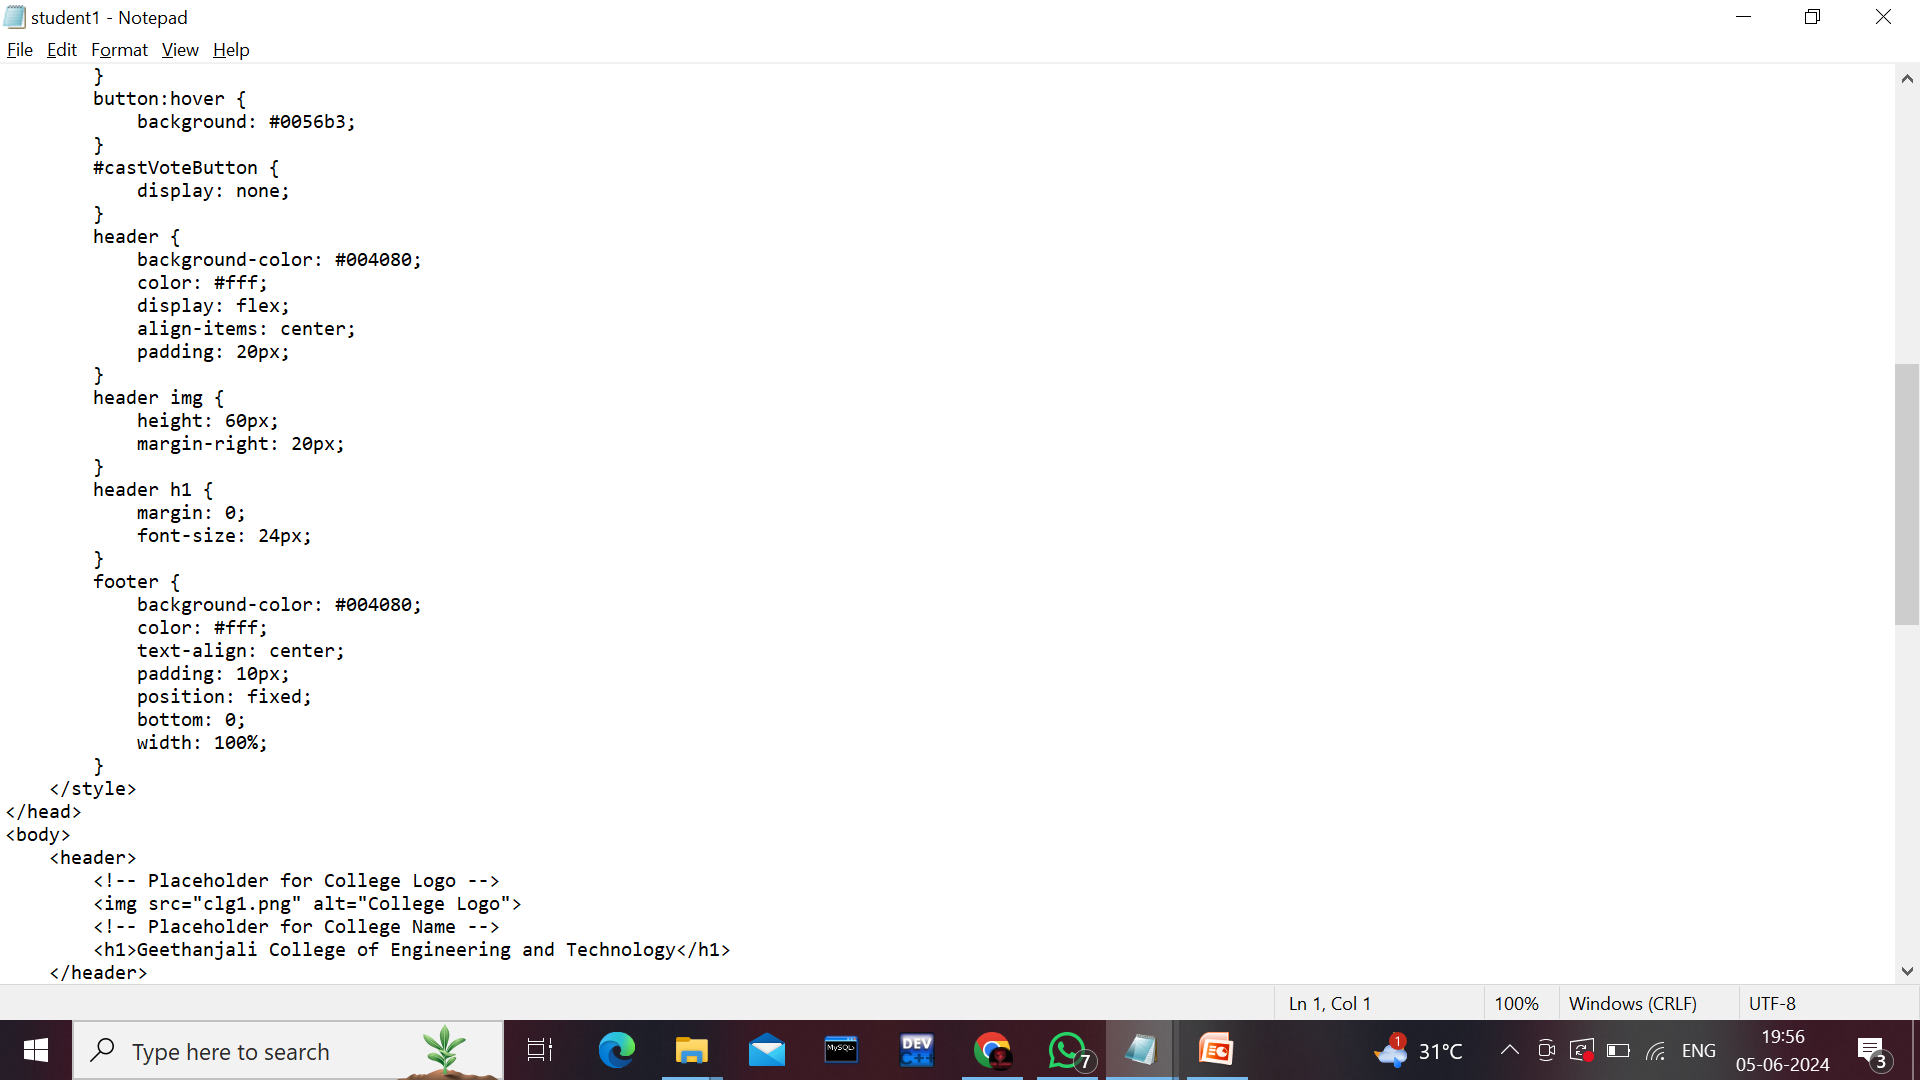 student1 - Notepad
File Edit Format View Help
        }
        button:hover {
            background: #0056b3;
        }
        #castVoteButton {
            display: none;
        }
        header {
            background-color: #004080;
            color: #fff;
            display: flex;
            align-items: center;
            padding: 20px;
        }
        header img {
            height: 60px;
            margin-right: 20px;
        }
        header h1 {
            margin: 0;
            font-size: 24px;
        }
        footer {
            background-color: #004080;
            color: #fff;
            text-align: center;
            padding: 10px;
            position: fixed;
            bottom: 0;
            width: 100%;
        }
    </style>
</head>
<body>
    <header>
        <!-- Placeholder for College Logo -->
        <img src="clg1.png" alt="College Logo">
        <!-- Placeholder for College Name -->
        <h1>Geethanjali College of Engineering and Technology</h1>
    </header>
Ln 1, Col 1 100% Windows (CRLF) UTF-8
Type here to search MySQL DEV C++ 7 1 31°C ENG 19:56
05-06-2024 3